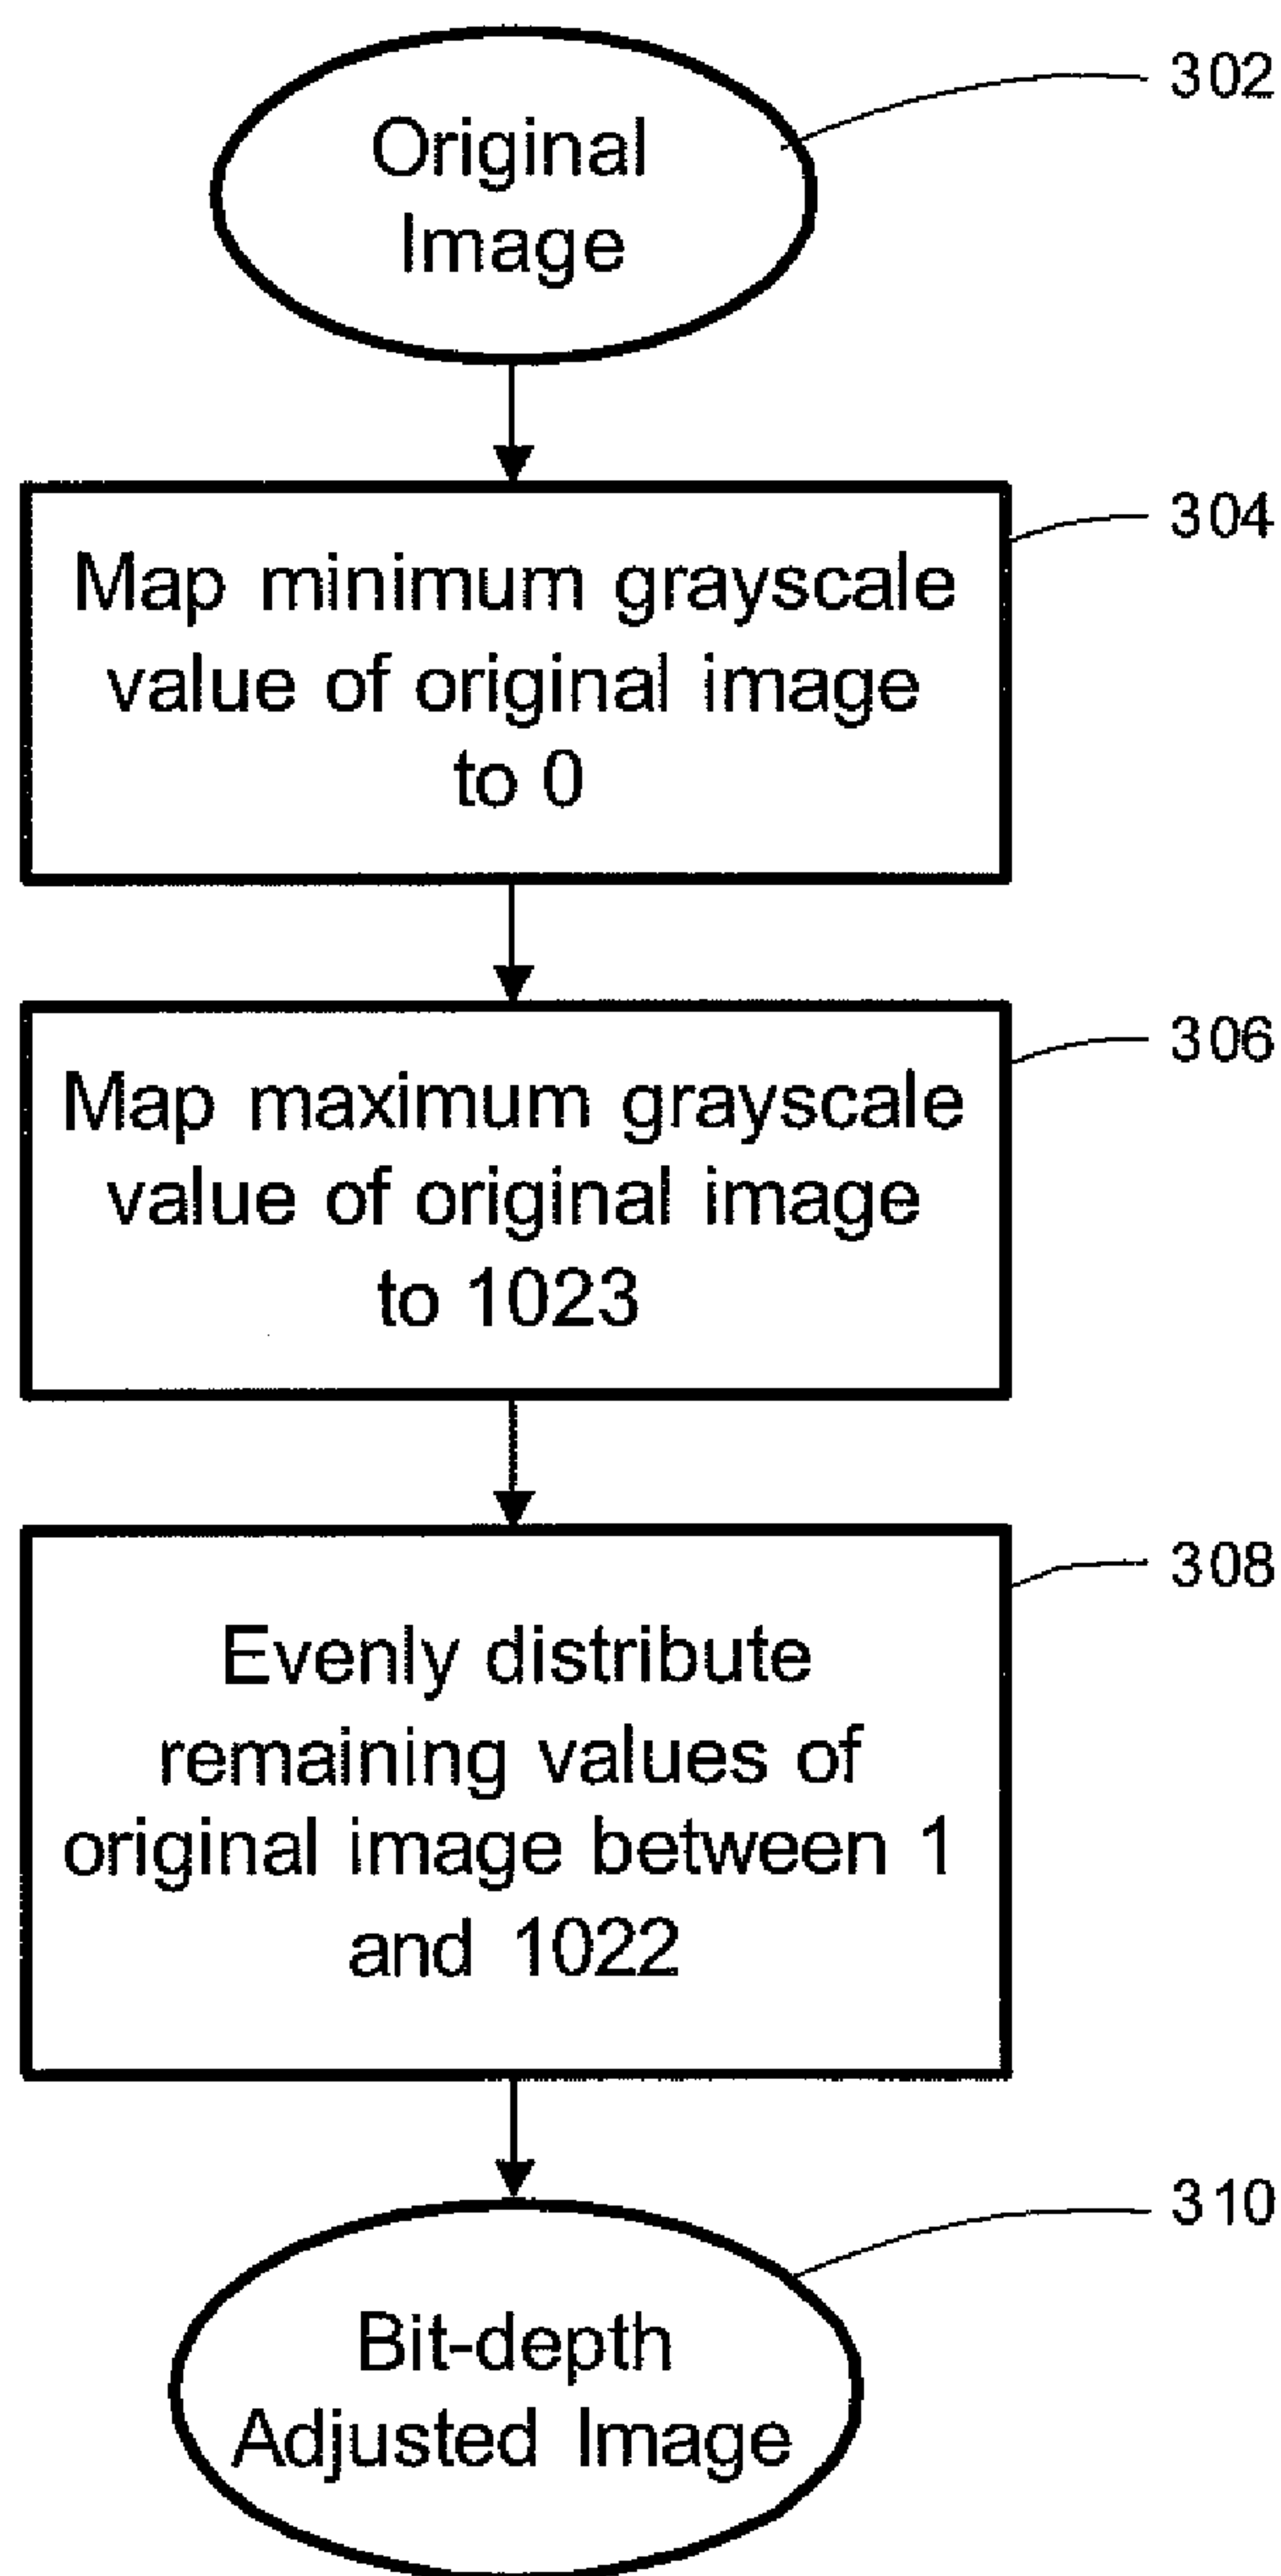 Original
Image
302
Map minimum grayscale
value of original image
to 0
304
Map maximum grayscale
value of original image
to 1023
306
Evenly distribute
remaining values of
original image between 1
and 1022
308
Bit-depth
Adjusted Image
310